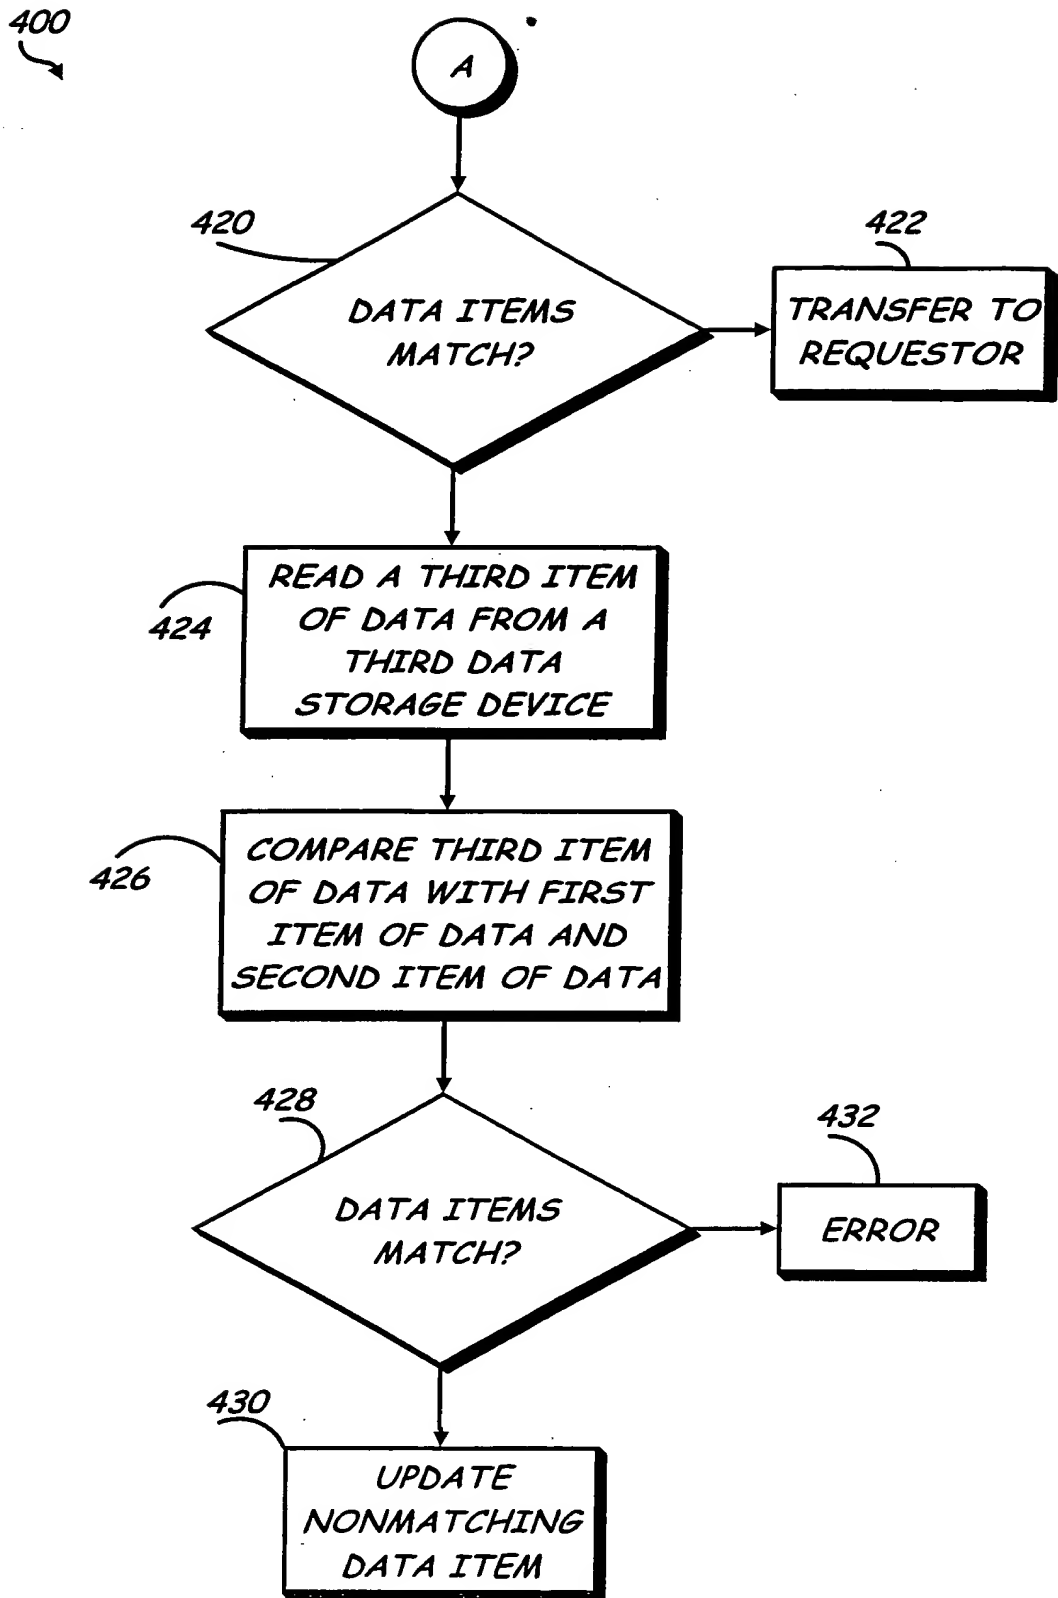 400
A
420
DATA ITEMS
MATCH?
422
TRANSFER TO
REQUESTOR
424
READ A THIRD ITEM
OF DATA FROM A
THIRD DATA
STORAGE DEVICE
426
COMPARE THIRD ITEM
OF DATA WITH FIRST
ITEM OF DATA AND
SECOND ITEM OF DATA
428
DATA ITEMS
MATCH?
432
ERROR
430
UPDATE
NONMATCHING
DATA ITEM